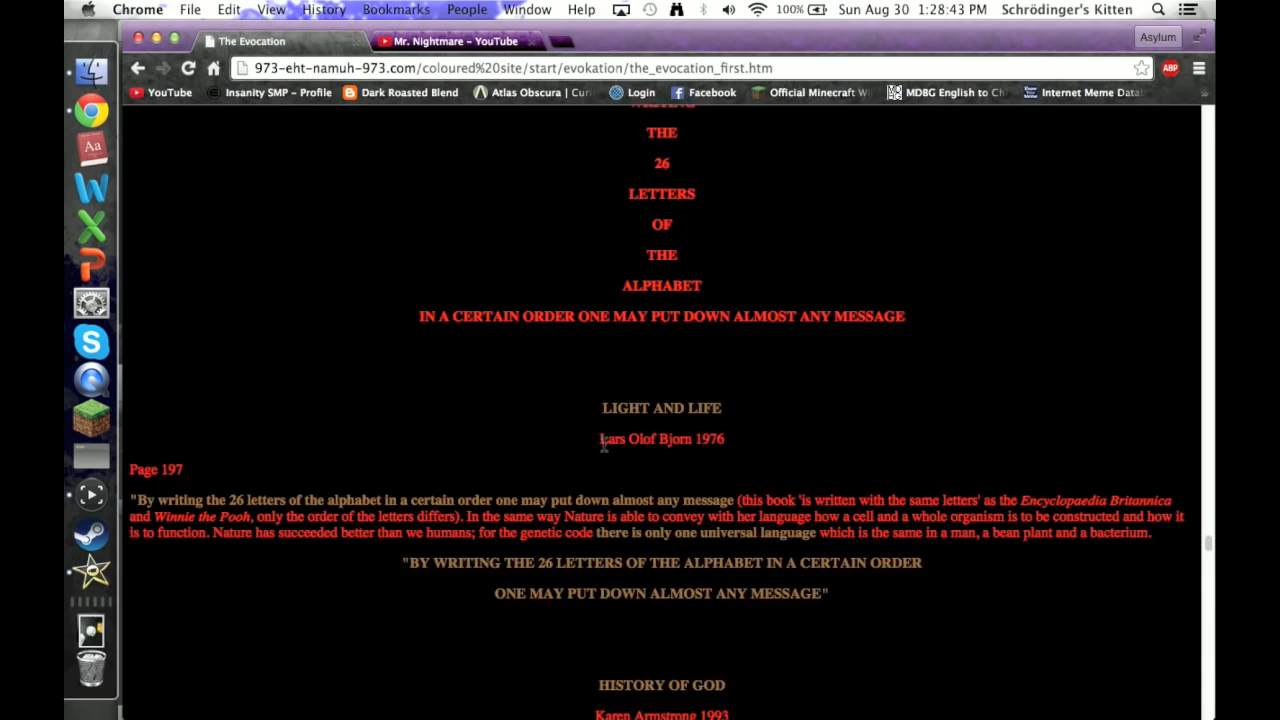 Chrome File Edit View History Bookmarks People Window Help 100% Sun Aug 30 1:28:43 PM Schrödinger's Kitten
The Evocation Mr. Nightmare – YouTube Asylum
973-eht-namuh-973.com/coloured%20site/start/evokation/the_evocation_first.htm ABP
YouTube Insanity SMP – Profile Dark Roasted Blend Atlas Obscura | Cur Login Facebook Official Minecraft W MDBG English to Ch Internet Meme Data
WRITING
THE
26
LETTERS
OF
THE
ALPHABET
IN A CERTAIN ORDER ONE MAY PUT DOWN ALMOST ANY MESSAGE
LIGHT AND LIFE
Lars Olof Bjorn 1976
Page 197
"By writing the 26 letters of the alphabet in a certain order one may put down almost any message (this book 'is written with the same letters' as the Encyclopaedia Britannica
and Winnie the Pooh, only the order of the letters differs). In the same way Nature is able to convey with her language how a cell and a whole organism is to be constructed and how it
is to function. Nature has succeeded better than we humans; for the genetic code there is only one universal language which is the same in a man, a bean plant and a bacterium.
"BY WRITING THE 26 LETTERS OF THE ALPHABET IN A CERTAIN ORDER
ONE MAY PUT DOWN ALMOST ANY MESSAGE"
HISTORY OF GOD
Karen Armstrong 1993